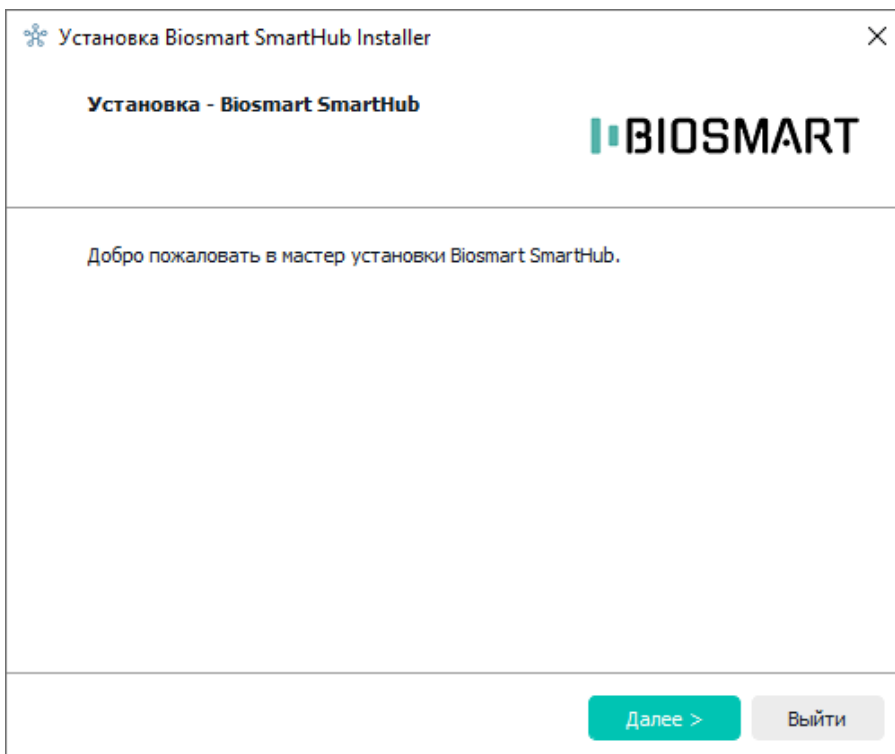 Установка Biosmart SmartHub Installer
Установка - Biosmart SmartHub
BIOSMART
Добро пожаловать в мастер установки Biosmart SmartHub.
Далее >
Выйти